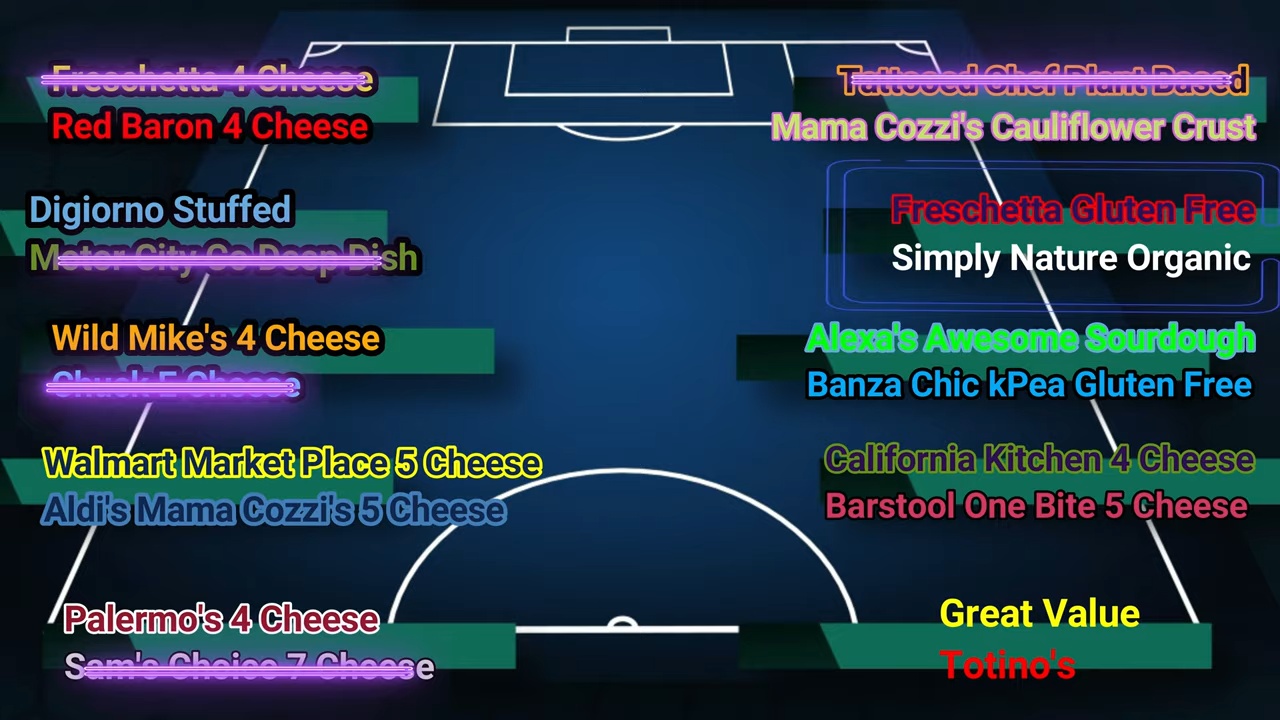 Freschetta 4 Cheese
Red Baron 4 Cheese
Digiorno Stuffed
Motor City Co Deep Dish
Wild Mike's 4 Cheese
Chuck E Cheese
Walmart Market Place 5 Cheese
Aldi's Mama Cozzi's 5 Cheese
Palermo's 4 Cheese
Sam's Choice 7 Cheese
Tattooed Chef Plant Based
Mama Cozzi's Cauliflower Crust
Freschetta Gluten Free
Simply Nature Organic
Alexa's Awesome Sourdough
Banza Chic kPea Gluten Free
California Kitchen 4 Cheese
Barstool One Bite 5 Cheese
Great Value
Totino's